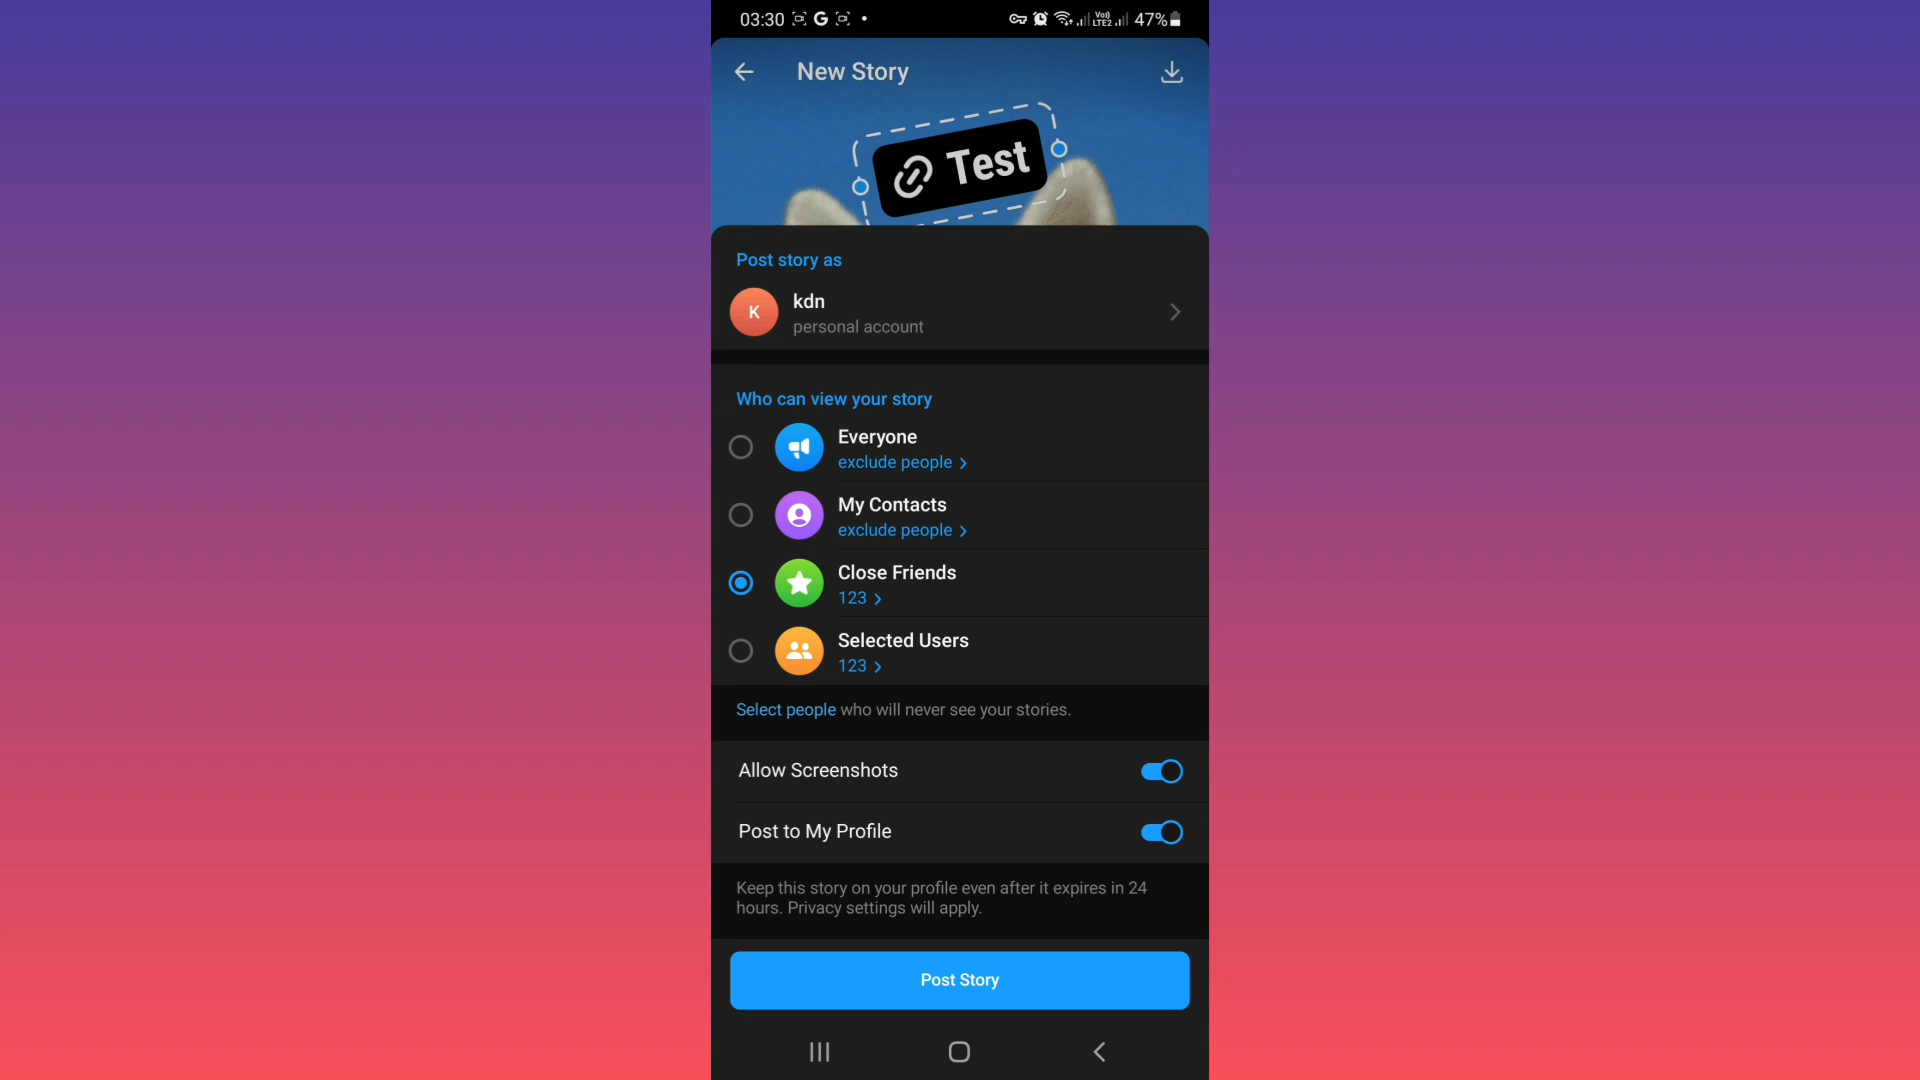 03:30 G Vo) LTE2 47%
New Story
Test
Post story as
K
kdn
personal account
Who can view your story
Everyone
exclude people
My Contacts
exclude people
Close Friends
123
Selected Users
123
Select people who will never see your stories.
Allow Screenshots
Post to My Profile
Keep this story on your profile even after it expires in 24
hours. Privacy settings will apply.
Post Story